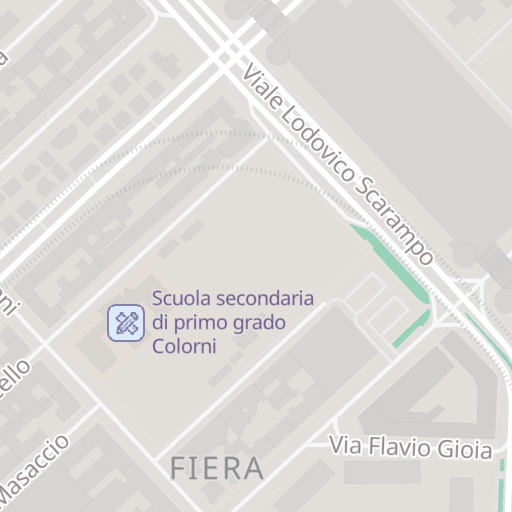 Viale Lodovico Scarampo
Scuola secondaria
di primo grado
Colorni
Masaccio
FIERA
Via Flavio Gioia